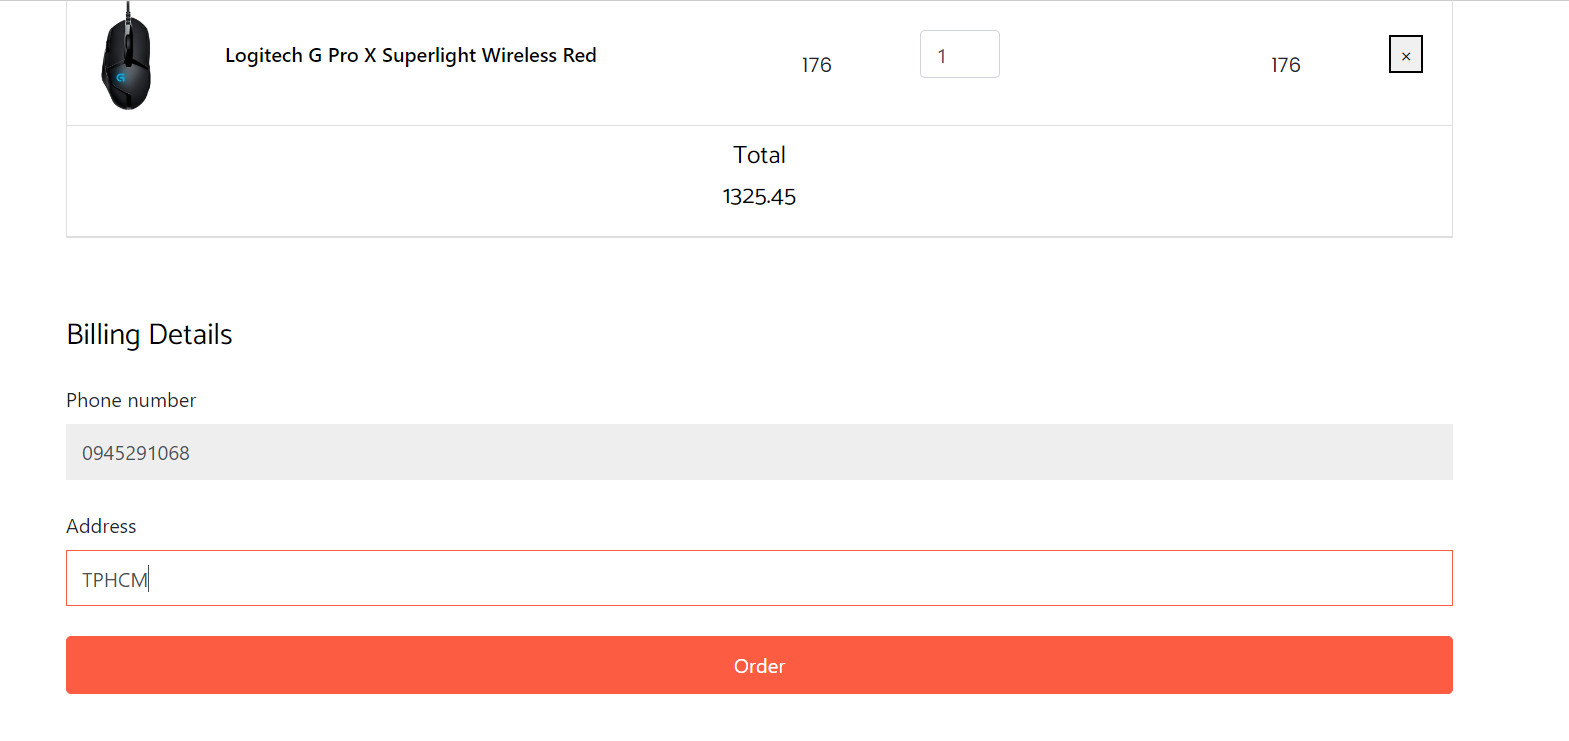 Logitech G Pro X Superlight Wireless Red 176 1 176 ×
Total
1325.45
Billing Details
Phone number
0945291068
Address
TPHCM
Order